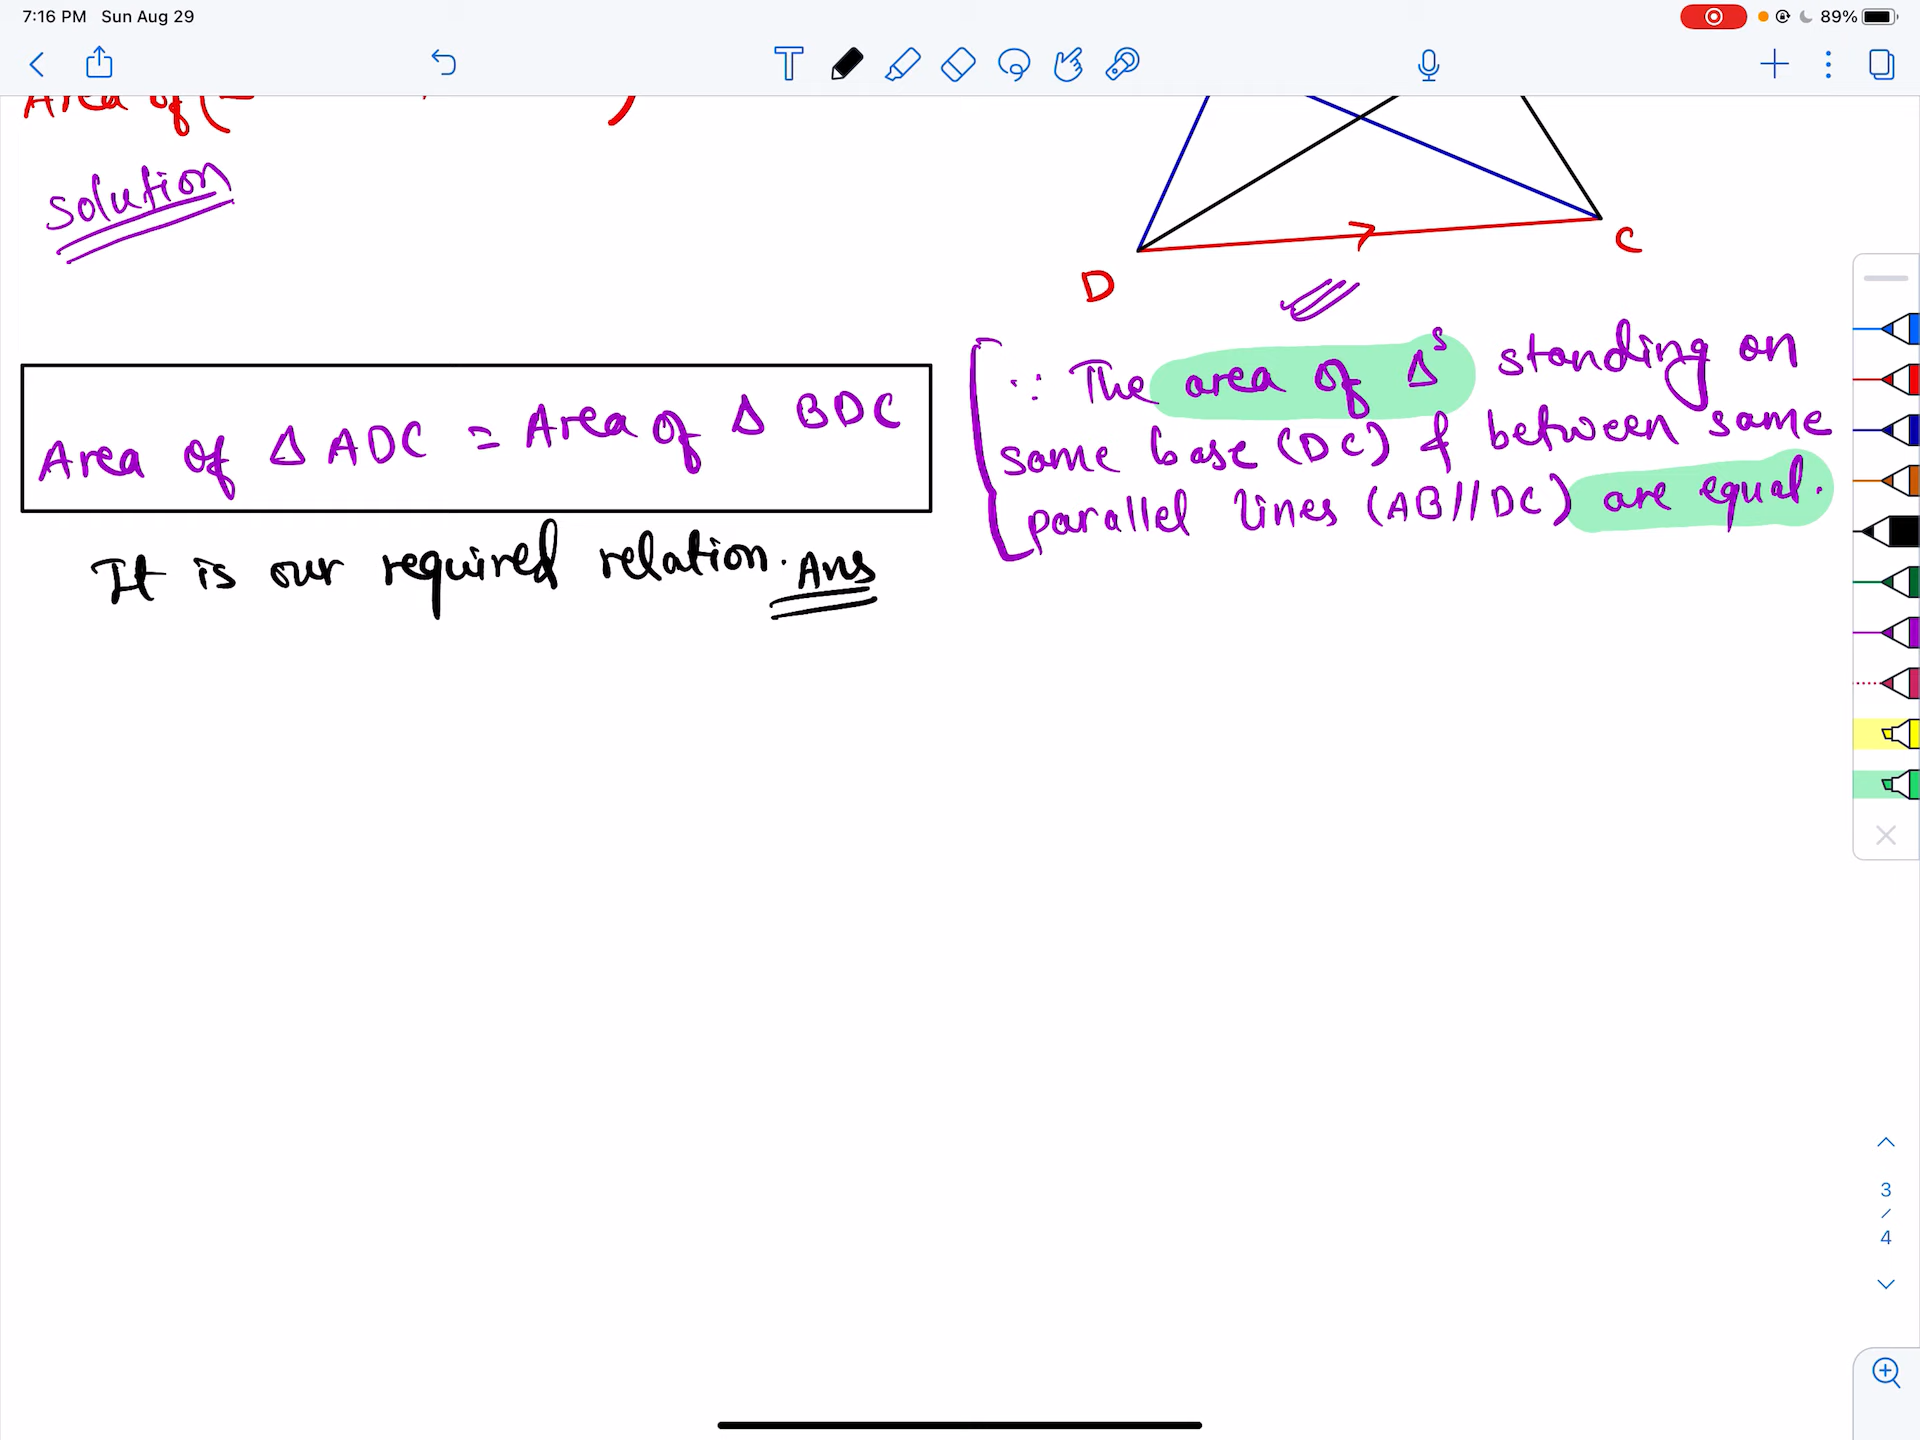 7:16 PM Sun Aug 29
89%
T
Area of (
Solution
D
C
Area of Δ ADC = Area of Δ BDC
It is our required relation. Ans
∵ The area of Δˢ standing on
same base (DC) & between same
parallel lines (AB//DC) are equal.
3
/
4